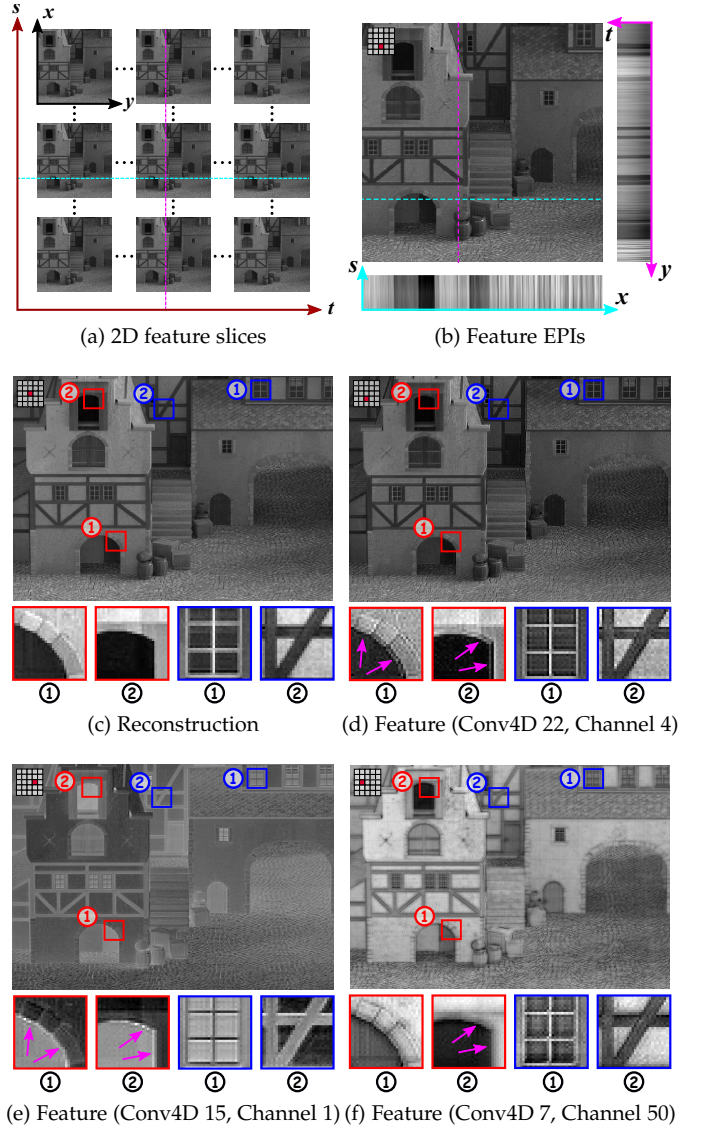 s
x
y
t
(a) 2D feature slices
t
y
s
x
(b) Feature EPIs
2
2
1
1
1
2
1
2
(c) Reconstruction
2
2
1
1
1
2
1
2
(d) Feature (Conv4D 22, Channel 4)
2
2
1
1
1
2
1
2
(e) Feature (Conv4D 15, Channel 1)
2
2
1
1
1
2
1
2
(f) Feature (Conv4D 7, Channel 50)